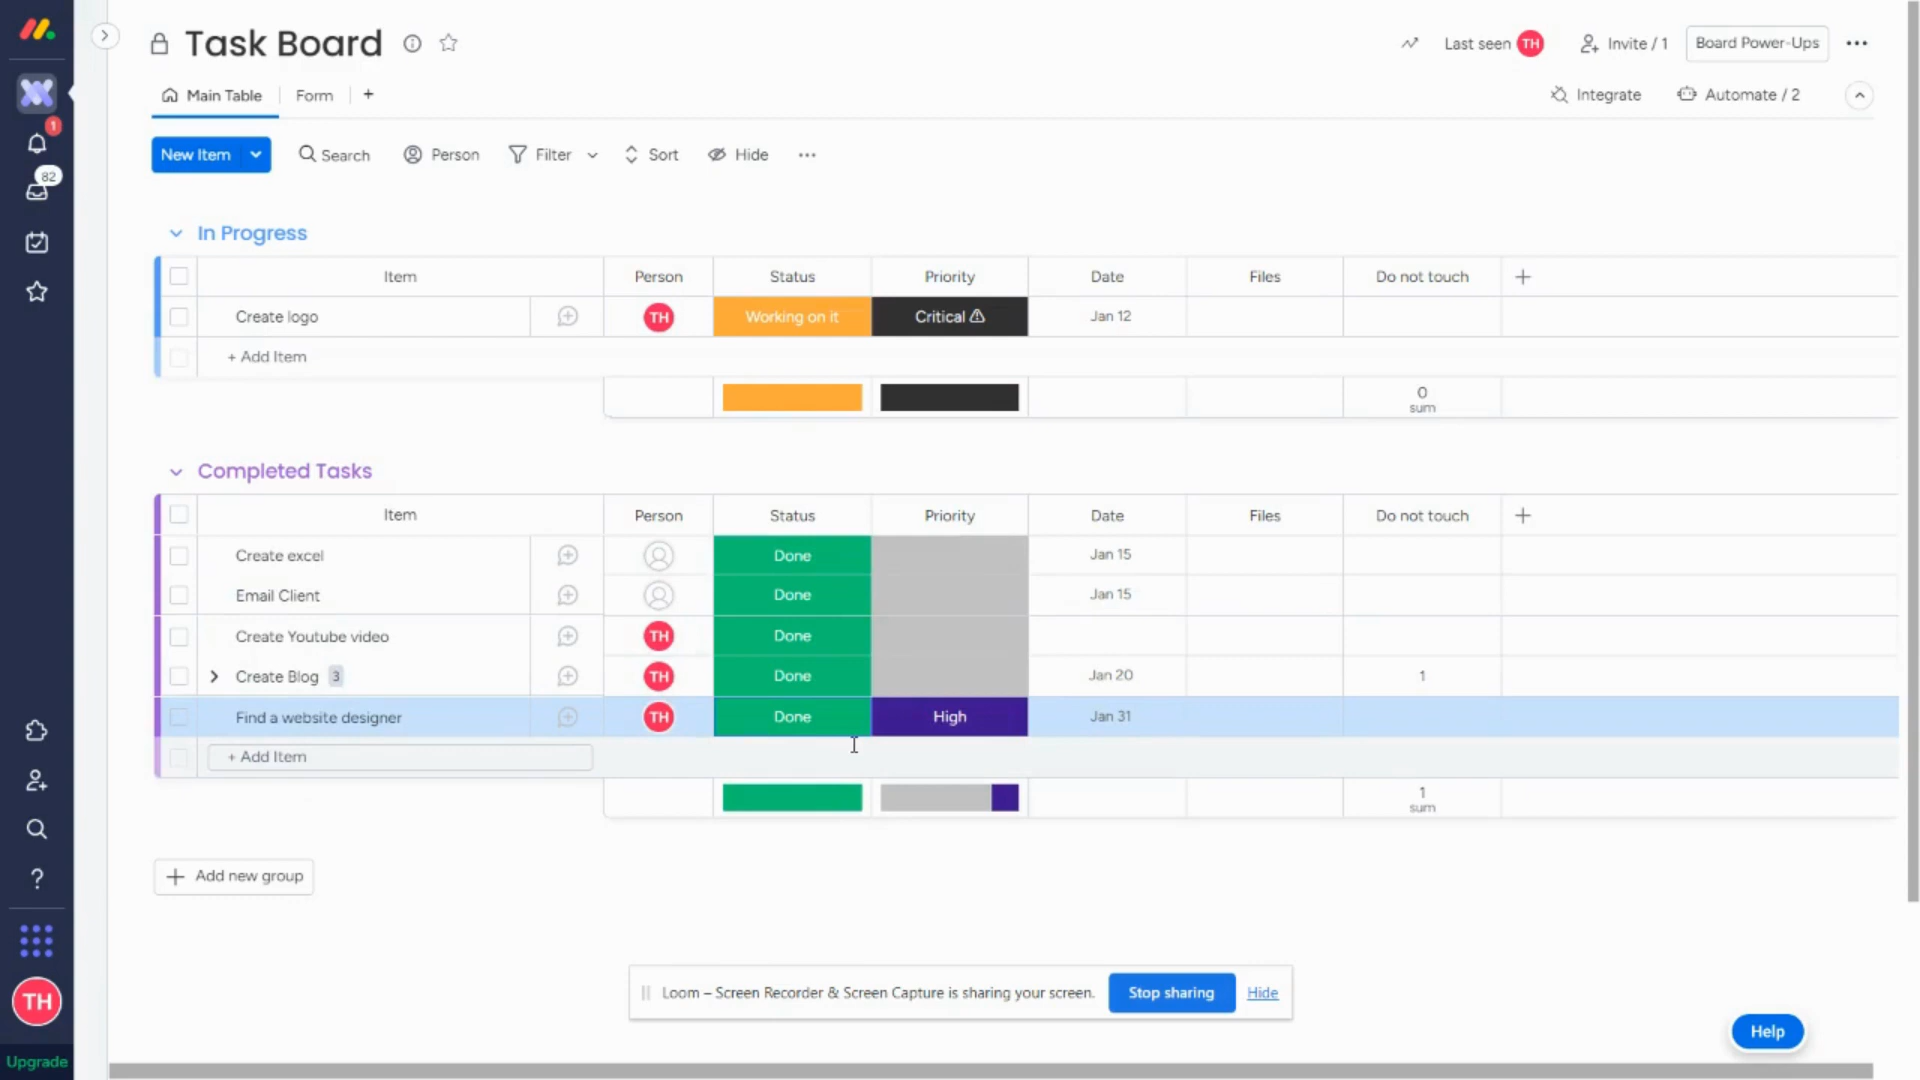 Task Board
Last seen TH Invite / 1 Board Power-Ups
Main Table Form + Integrate Automate / 2
1
82
New Item Search Person Filter Sort Hide
In Progress
Item Person Status Priority Date Files Do not touch
Create logo TH Working on it Critical Jan 12
+ Add Item
0
sum
Completed Tasks
Item Person Status Priority Date Files Do not touch
Create excel Done Jan 15
Email Client Done Jan 15
Create Youtube video TH Done
Create Blog 3 TH Done Jan 20 1
Find a website designer TH Done High Jan 31
+ Add Item
1
sum
+ Add new group
Loom – Screen Recorder & Screen Capture is sharing your screen. Stop sharing Hide
TH
Help
Upgrade